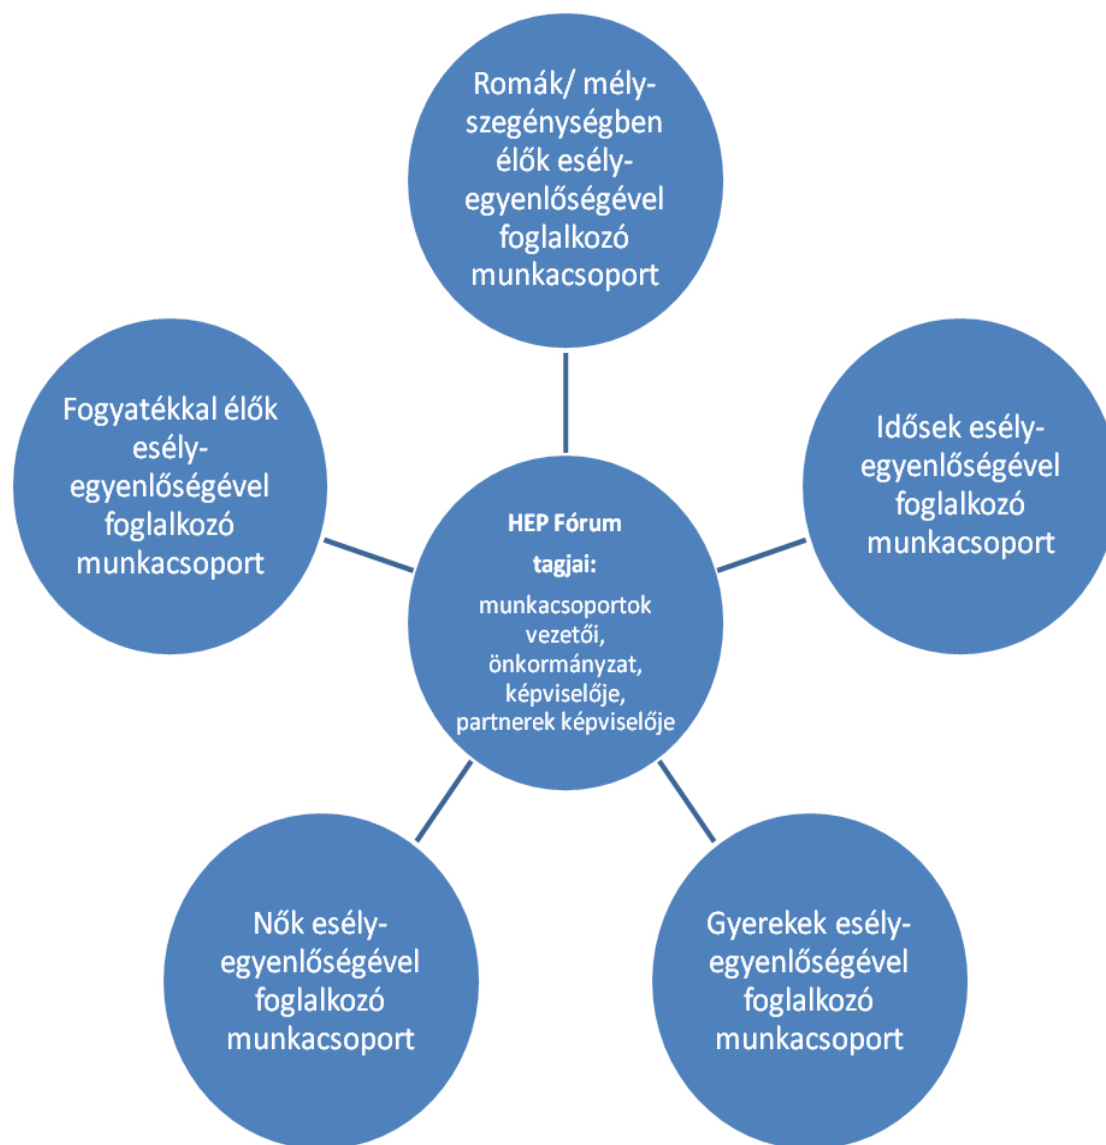 Romák/ mély-
szegénységben
élők esély-
egyenlőségével
foglalkozó
munkacsoport
Fogyatékkal élők
esély-
egyenlőségével
foglalkozó
munkacsoport
Idősek esély-
egyenlőségével
foglalkozó
munkacsoport
HEP Fórum
tagjai:
munkacsoportok
vezetői,
önkormányzat,
képviselője,
partnerek képviselője
Nők esély-
egyenlőségével
foglalkozó
munkacsoport
Gyerekek esély-
egyenlőségével
foglalkozó
munkacsoport